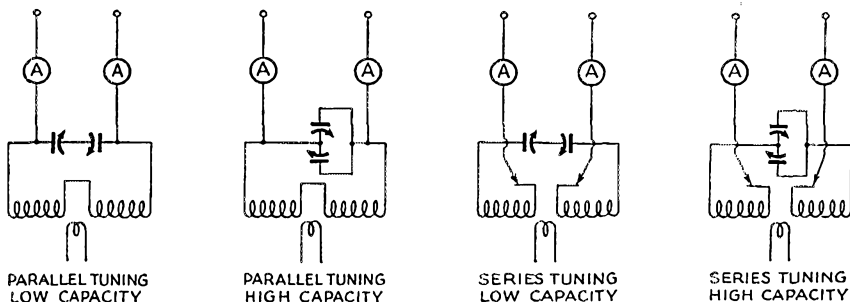 A A A A A A A A
PARALLEL TUNING LOW CAPACITY
PARALLEL TUNING HIGH CAPACITY
SERIES TUNING LOW CAPACITY
SERIES TUNING HIGH CAPACITY